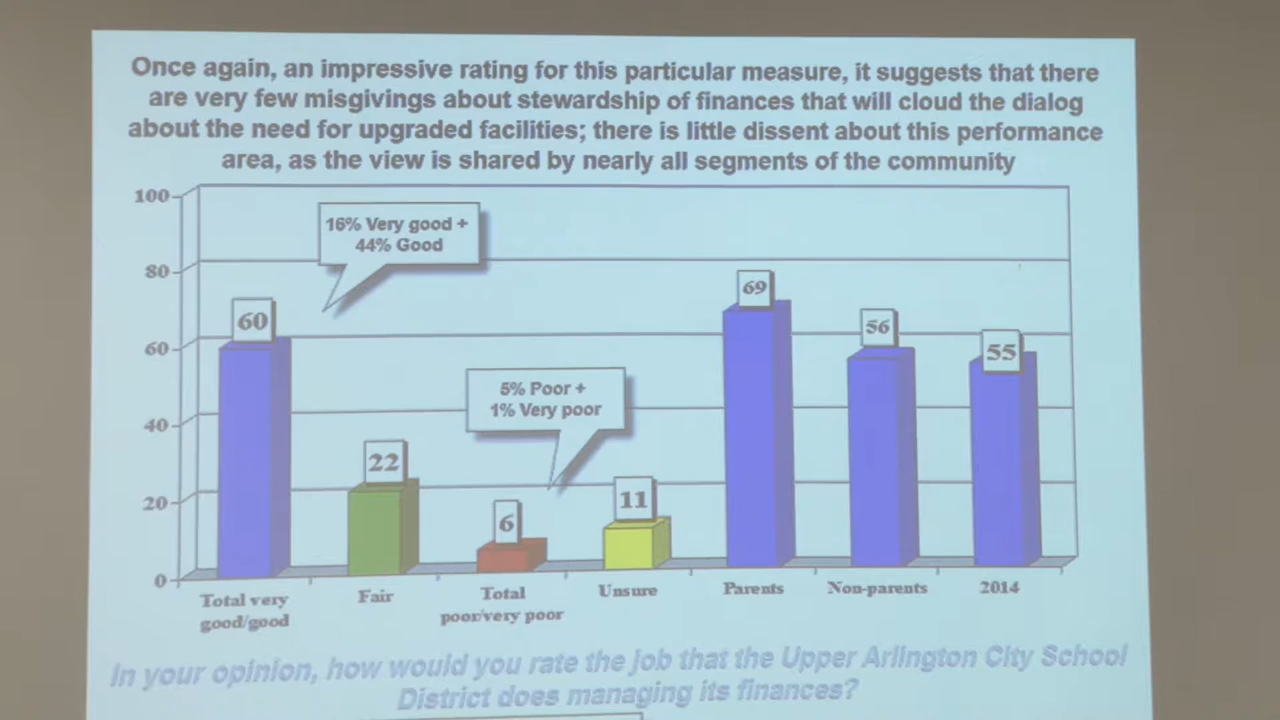 Once again, an impressive rating for this particular measure, it suggests that there
are very few misgivings about stewardship of finances that will cloud the dialog
about the need for upgraded facilities; there is little dissent about this performance
area, as the view is shared by nearly all segments of the community
100
80
60
40
20
0
16% Very good +
44% Good
5% Poor +
1% Very poor
60
22
6
11
69
56
55
Total very
good/good
Fair
Total
poor/very poor
Unsure
Parents
Non-parents
2014
In your opinion, how would you rate the job that the Upper Arlington City School
District does managing its finances?